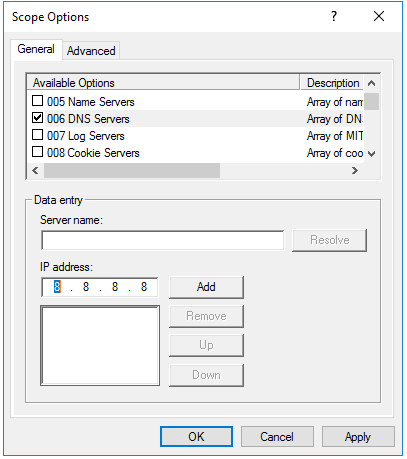 Scope Options ?
General Advanced
Available Options Description
005 Name Servers Array of nam
006 DNS Servers Array of DN
007 Log Servers Array of MIT
008 Cookie Servers Array of coo
Data entry
Server name:
Resolve
IP address:
8 . 8 . 8 . 8 Add
Remove
Up
Down
OK Cancel Apply